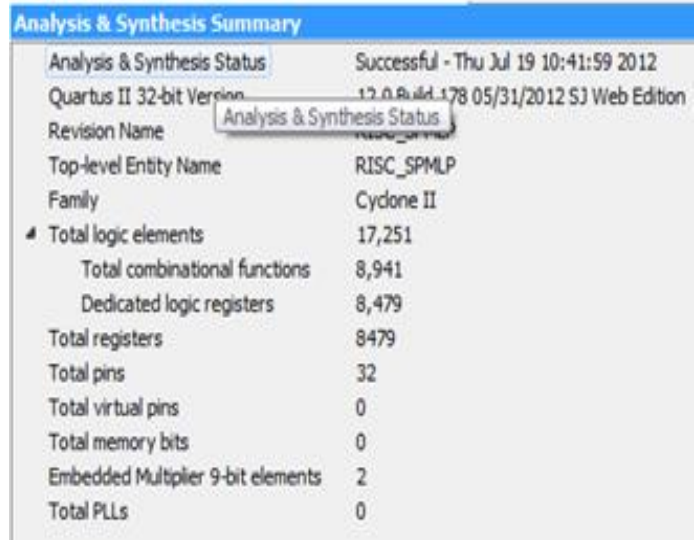 Analysis & Synthesis Summary
Analysis & Synthesis Status Successful - Thu Jul 19 10:41:59 2012
Quartus II 32-bit Version 12.0 Build 178 05/31/2012 SJ Web Edition
Analysis & Synthesis Status
Revision Name RISC_SPMLP
Top-level Entity Name RISC_SPMLP
Family Cyclone II
Total logic elements 17,251
Total combinational functions 8,941
Dedicated logic registers 8,479
Total registers 8479
Total pins 32
Total virtual pins 0
Total memory bits 0
Embedded Multiplier 9-bit elements 2
Total PLLs 0